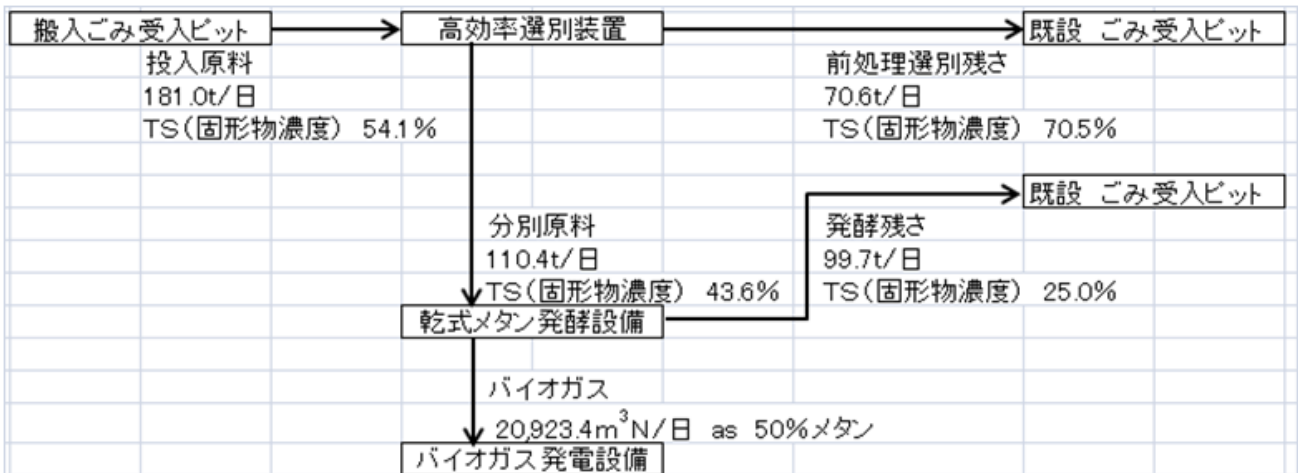 搬入ごみ受入ピット
高効率選別装置
既設 ごみ受入ピット
投入原料
181.0t/日
TS(固形物濃度) 54.1%
前処理選別残さ
70.6t/日
TS(固形物濃度) 70.5%
既設 ごみ受入ピット
分別原料
110.4t/日
TS(固形物濃度) 43.6%
発酵残さ
99.7t/日
TS(固形物濃度) 25.0%
乾式メタン発酵設備
バイオガス
20,923.4m³N/日 as 50%メタン
バイオガス発電設備